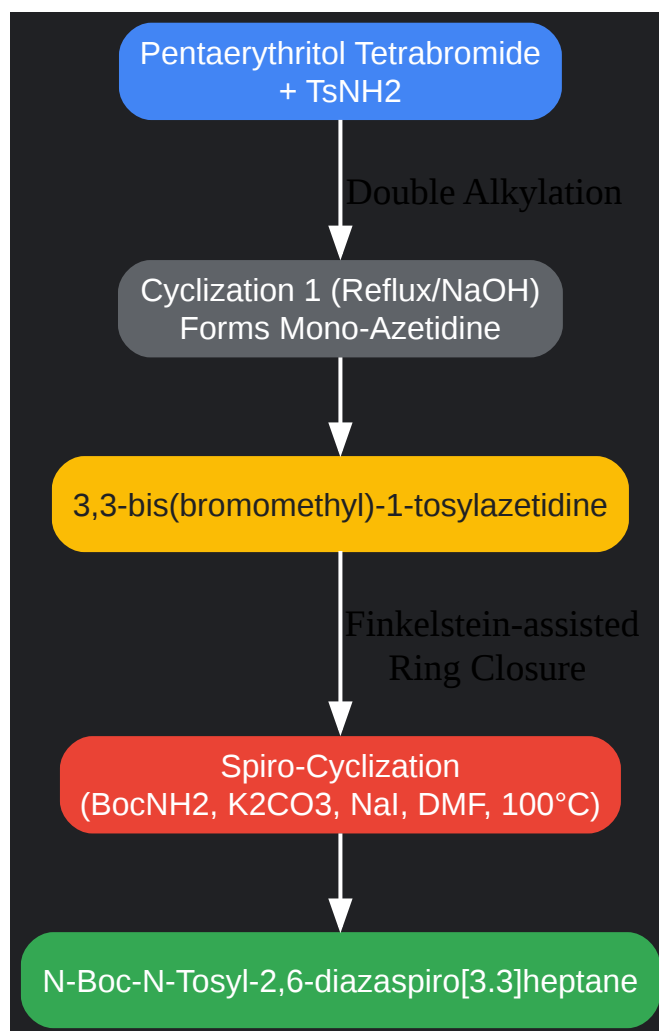 Pentaerythritol Tetrabromide
+ TsNH2
Double Alkylation
Cyclization 1 (Reflux/NaOH)
Forms Mono-Azetidine
3,3-bis(bromomethyl)-1-tosylazetidine
Finkelstein-assisted
Ring Closure
Spiro-Cyclization
(BocNH2, K2CO3, NaI, DMF, 100°C)
N-Boc-N-Tosyl-2,6-diazaspiro[3.3]heptane